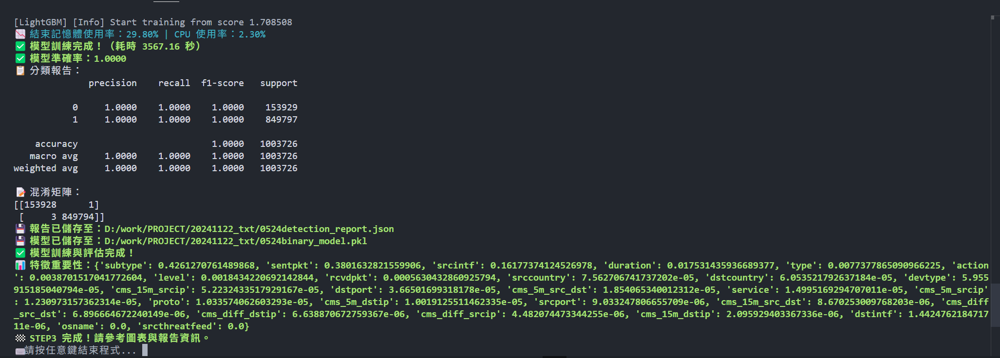 [LightGBM] [Info] Start training from score 1.708508
📉 結束記憶體使用率：29.80% | CPU 使用率：2.30%
✅ 模型訓練完成！（耗時 3567.16 秒）
✅ 模型準確率：1.0000
📋 分類報告：
precision    recall  f1-score   support
0     1.0000    1.0000    1.0000    153929
1     1.0000    1.0000    1.0000    849797
accuracy                         1.0000   1003726
macro avg     1.0000    1.0000    1.0000   1003726
weighted avg     1.0000    1.0000    1.0000   1003726
📝 混淆矩陣：
[[153928      1]
[     3 849794]]
💾 報告已儲存至：D:/work/PROJECT/20241122_txt/0524detection_report.json
💾 模型已儲存至：D:/work/PROJECT/20241122_txt/0524binary_model.pkl
✅ 模型訓練與評估完成！
📊 特徵重要性：{'subtype': 0.4261270761489868, 'sentpkt': 0.3801632821559906, 'srcintf': 0.16177374124526978, 'duration': 0.017531435936689377, 'type': 0.0077377865090966225, 'action
': 0.0038701517041772604, 'level': 0.0018434220692142844, 'rcvdpkt': 0.0005630432860925794, 'srccountry': 7.562706741737202e-05, 'dstcountry': 6.053521792637184e-05, 'devtype': 5.955
915185040794e-05, 'cms_15m_srcip': 5.2232433517929167e-05, 'dstport': 3.66501699318178e-05, 'cms_5m_src_dst': 1.854065340012312e-05, 'service': 1.4995169294707011e-05, 'cms_5m_srcip'
: 1.230973157362314e-05, 'proto': 1.033574062603293e-05, 'cms_5m_dstip': 1.0019125511462335e-05, 'srcport': 9.033247806655709e-06, 'cms_15m_src_dst': 8.670253009768203e-06, 'cms_diff
_src_dst': 6.896664672240149e-06, 'cms_diff_dstip': 6.638870672759367e-06, 'cms_diff_srcip': 4.482074473344255e-06, 'cms_15m_dstip': 2.095929403367336e-06, 'dstintf': 1.4424762184717
11e-06, 'osname': 0.0, 'srcthreatfeed': 0.0}
🏁 STEP3 完成！請參考圖表與報告資訊。
⌨️請按任意鍵結束程式...